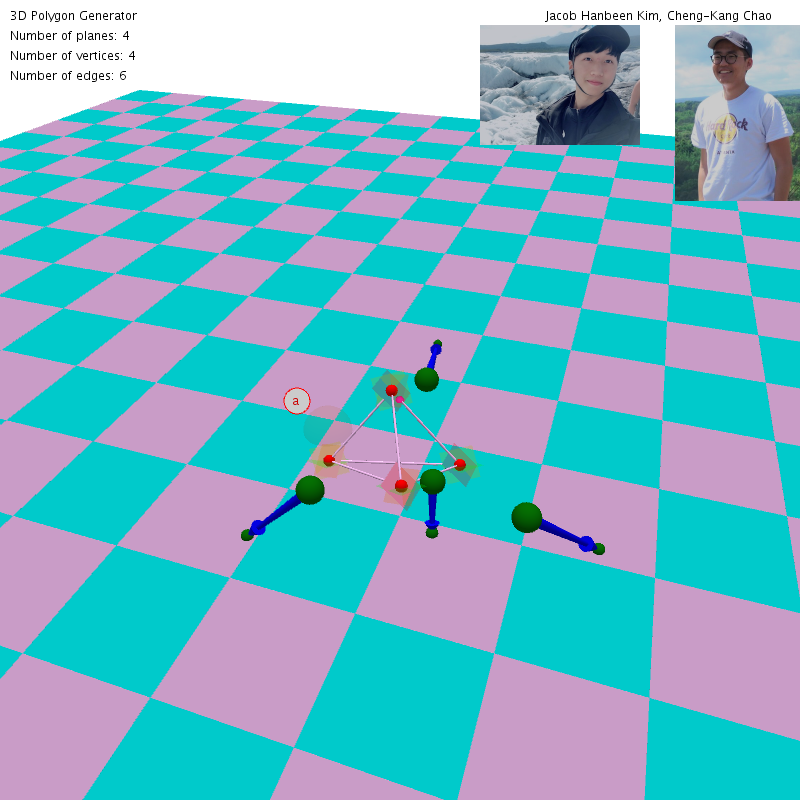 3D Polygon Generator
Jacob Hanbeen Kim, Cheng-Kang Chao
Number of planes: 4
Number of vertices: 4
Number of edges: 6
a